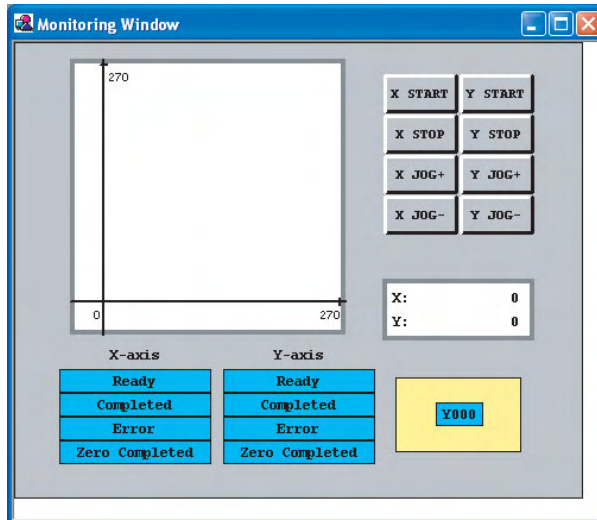 Monitoring Window
270
0
270
X START
Y START
X STOP
Y STOP
X JOG+
Y JOG+
X JOG-
Y JOG-
X: 0
Y: 0
X-axis
Y-axis
Ready
Ready
Completed
Completed
Error
Error
Zero Completed
Zero Completed
Y000